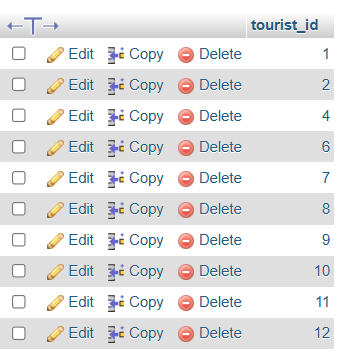 tourist_id
Edit Copy Delete 1
Edit Copy Delete 2
Edit Copy Delete 4
Edit Copy Delete 6
Edit Copy Delete 7
Edit Copy Delete 8
Edit Copy Delete 9
Edit Copy Delete 10
Edit Copy Delete 11
Edit Copy Delete 12